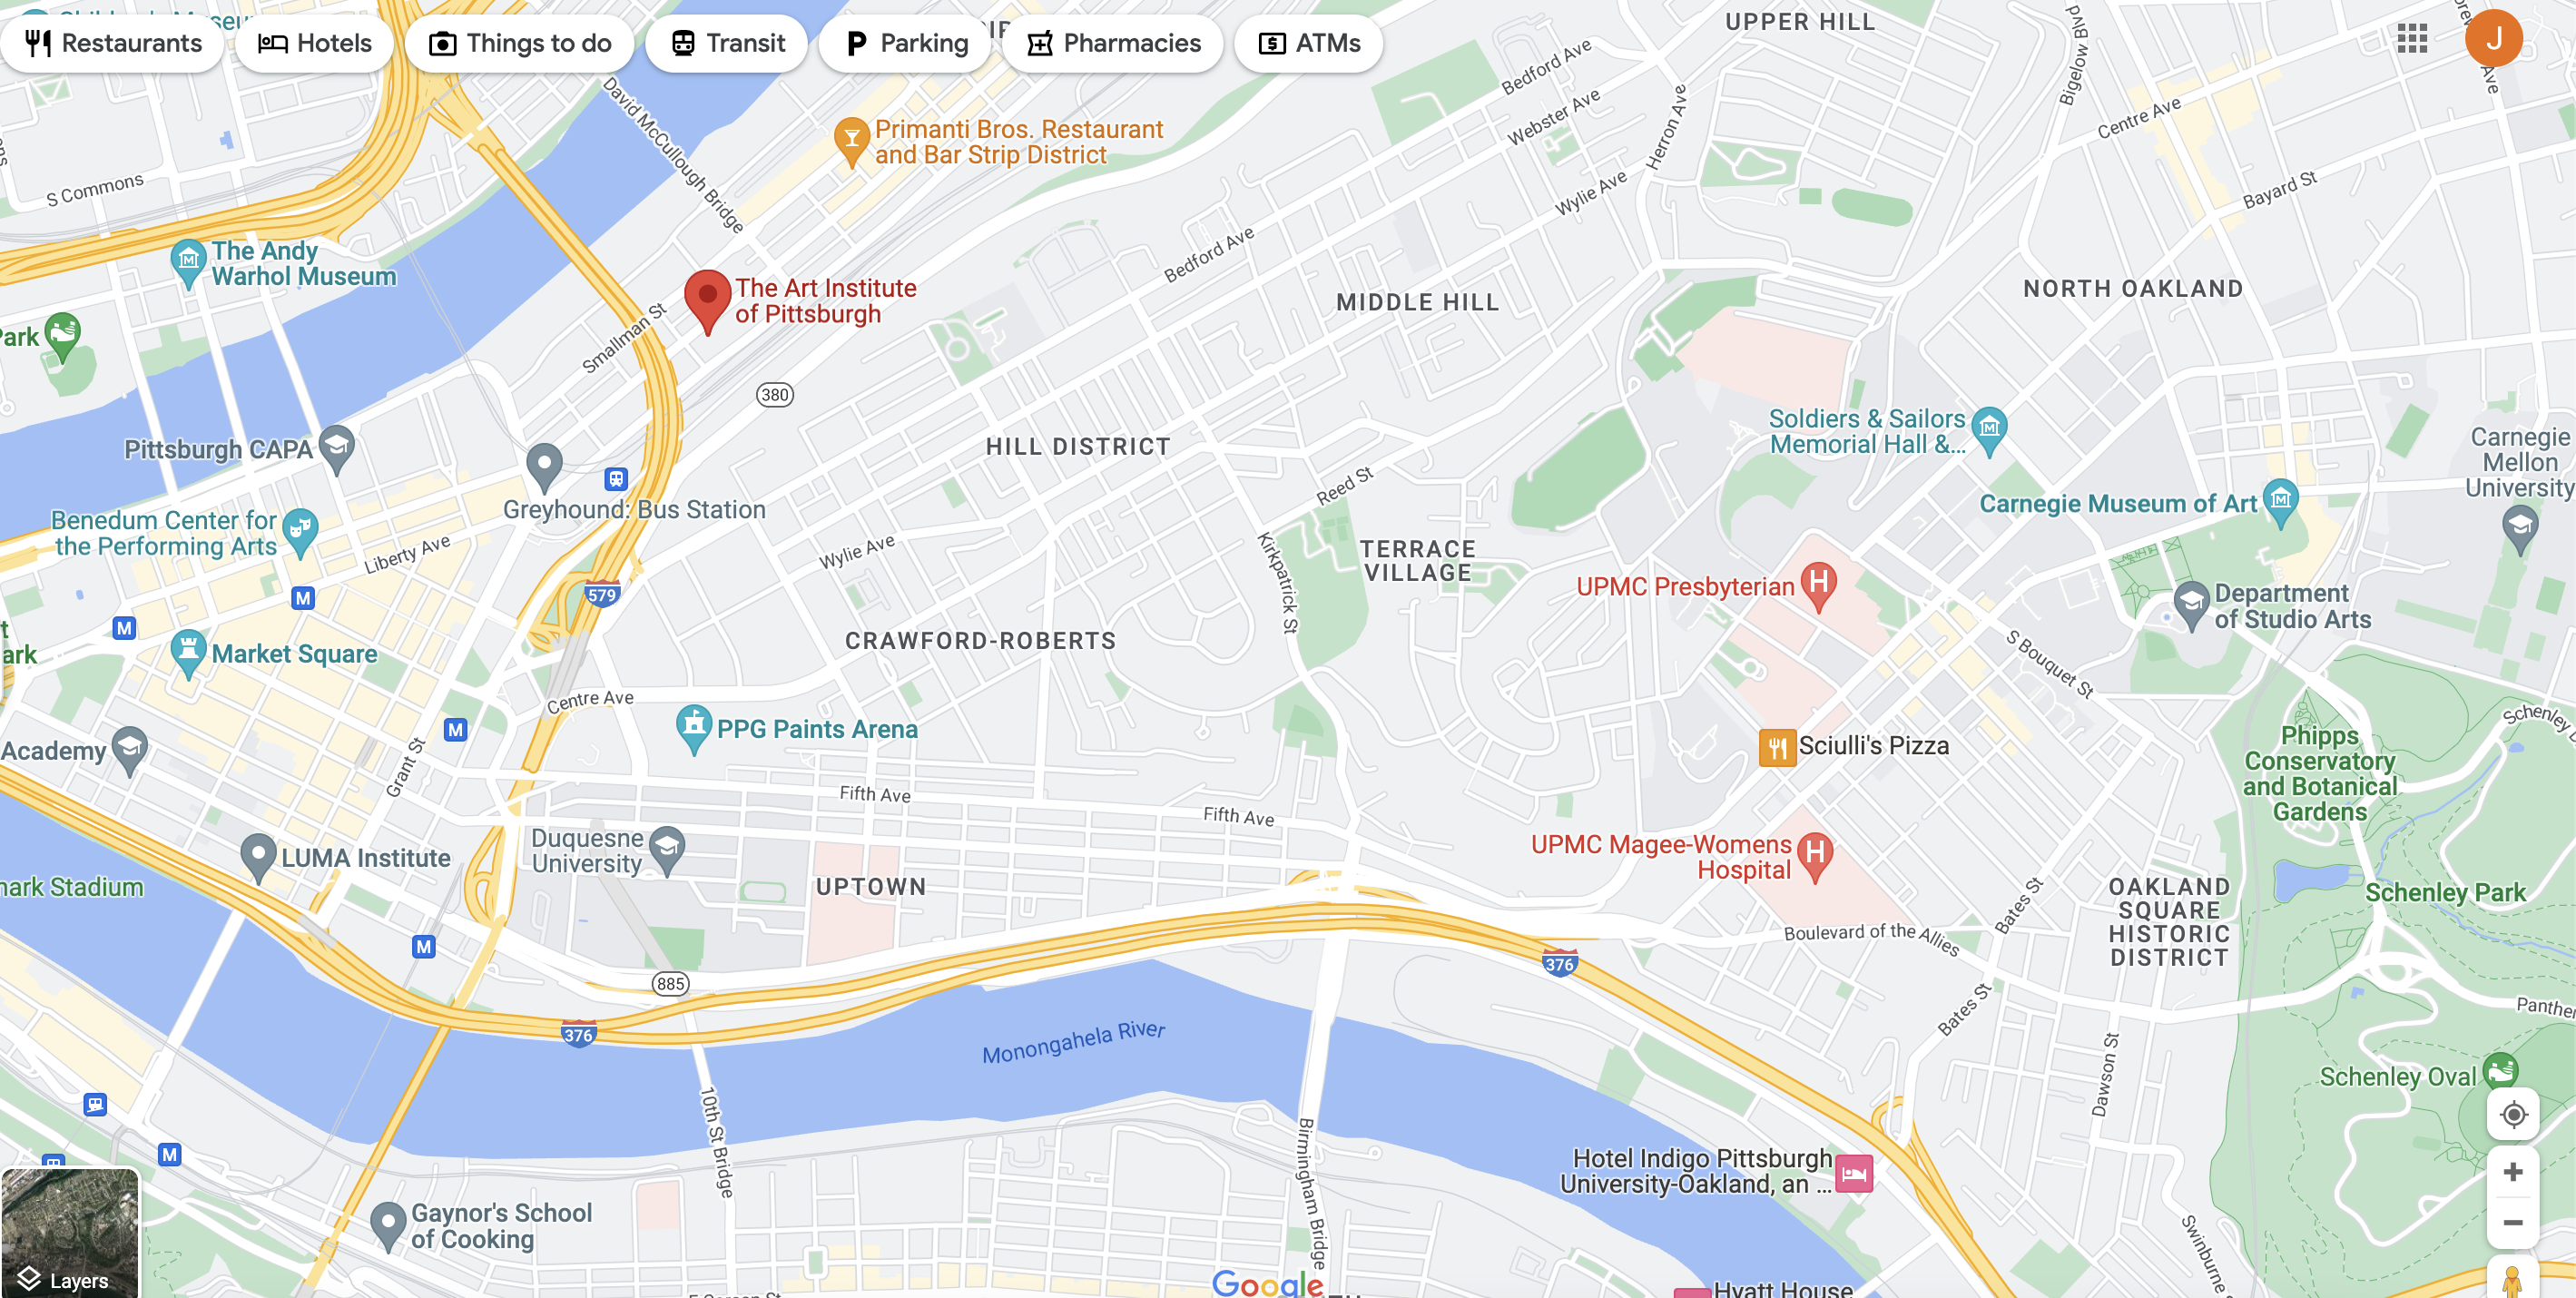 Restaurants
Hotels
Things to do
Transit
Parking
Pharmacies
ATMs
J
UPPER HILL
Bigelow Blvd
Centre Ave
Bayard St
Bedford Ave
Webster Ave
Herron Ave
Wylie Ave
David McCullough Bridge
Primanti Bros. Restaurant
and Bar Strip District
S Commons
The Andy
Warhol Museum
The Art Institute
of Pittsburgh
Smallman St
Bedford Ave
MIDDLE HILL
NORTH OAKLAND
Park
380
Pittsburgh CAPA
HILL DISTRICT
Soldiers & Sailors
Memorial Hall &...
Carnegie
Mellon
University
Greyhound: Bus Station
Reed St
Carnegie Museum of Art
Benedum Center for
the Performing Arts
Liberty Ave
Wylie Ave
Kirkpatrick St
TERRACE
VILLAGE
579
M
M
UPMC Presbyterian
H
Department
of Studio Arts
CRAWFORD-ROBERTS
S Bouquet St
Market Square
ark
Centre Ave
PPG Paints Arena
M
Academy
Grant St
Sciulli's Pizza
Phipps
Conservatory
and Botanical
Gardens
Fifth Ave
Fifth Ave
Duquesne
University
LUMA Institute
UPMC Magee-Womens
Hospital
H
UPTOWN
mark Stadium
OAKLAND
SQUARE
HISTORIC
DISTRICT
Schenley Park
Bates St
Boulevard of the Allies
M
885
376
376
Monongahela River
Bates St
Panther
Dawson St
Schenley Oval
10th St Bridge
Birmingham Bridge
M
Hotel Indigo Pittsburgh
University-Oakland, an ...
Gaynor's School
of Cooking
Swinburne
Layers
Google
Hyatt House